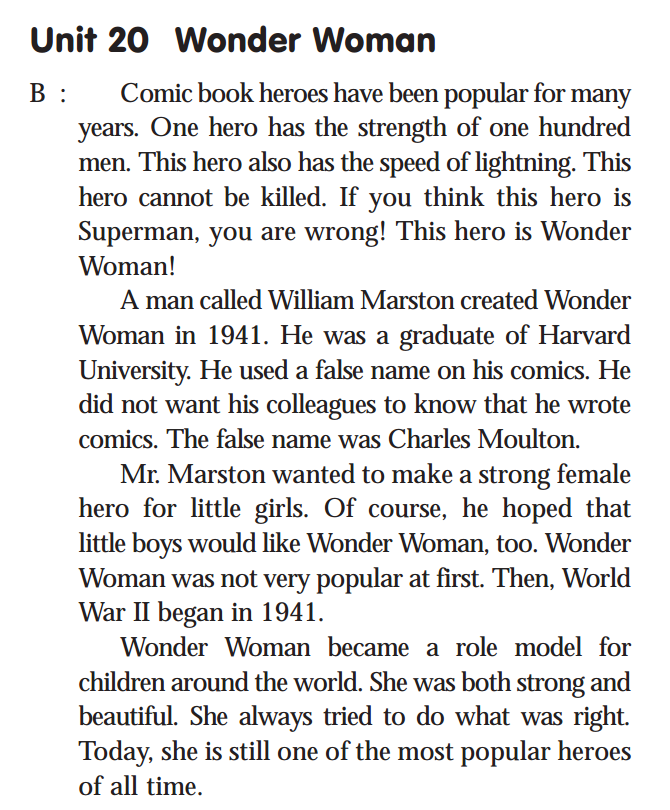 Unit 20 Wonder Woman
B : Comic book heroes have been popular for many
years. One hero has the strength of one hundred
men. This hero also has the speed of lightning. This
hero cannot be killed. If you think this hero is
Superman, you are wrong! This hero is Wonder
Woman!
A man called William Marston created Wonder
Woman in 1941. He was a graduate of Harvard
University. He used a false name on his comics. He
did not want his colleagues to know that he wrote
comics. The false name was Charles Moulton.
Mr. Marston wanted to make a strong female
hero for little girls. Of course, he hoped that
little boys would like Wonder Woman, too. Wonder
Woman was not very popular at first. Then, World
War II began in 1941.
Wonder Woman became a role model for
children around the world. She was both strong and
beautiful. She always tried to do what was right.
Today, she is still one of the most popular heroes
of all time.